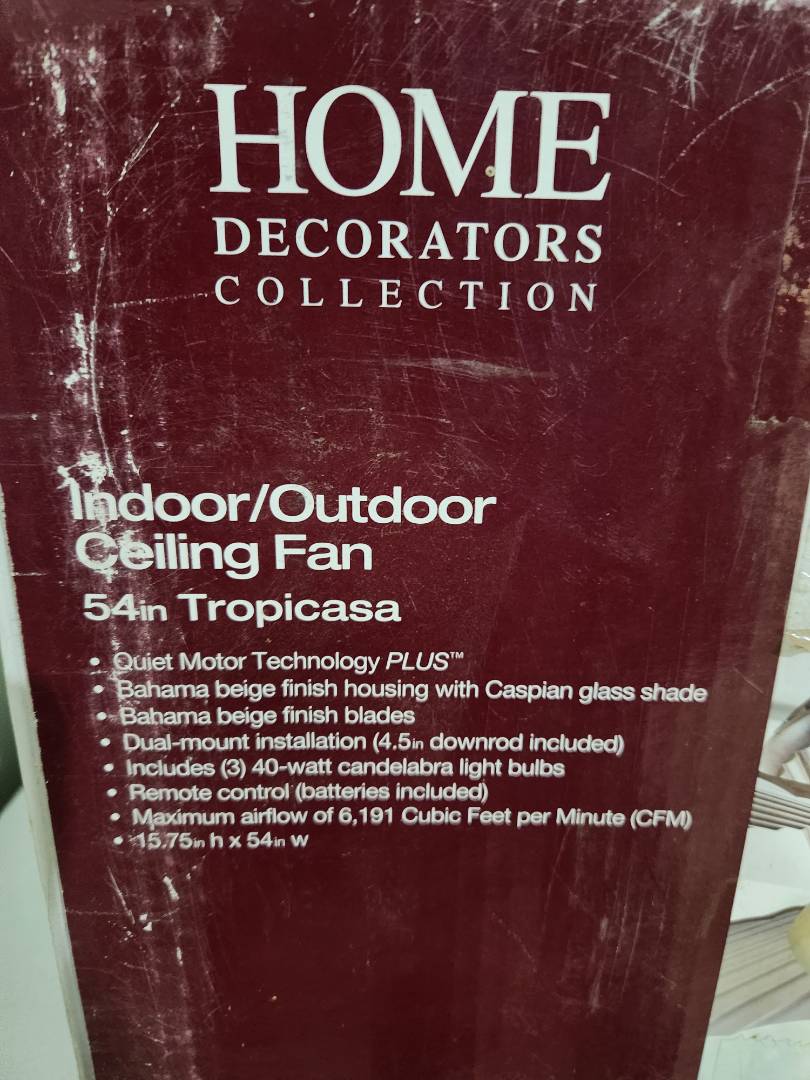 HOME
DECORATORS
COLLECTION
Indoor/Outdoor
Ceiling Fan
54in Tropicasa
• Quiet Motor Technology PLUS™
• Bahama beige finish housing with Caspian glass shade
• Bahama beige finish blades
• Dual-mount installation (4.5in downrod included)
• Includes (3) 40-watt candelabra light bulbs
• Remote control (batteries included)
• Maximum airflow of 6,191 Cubic Feet per Minute (CFM)
• 15.75in h x 54in w